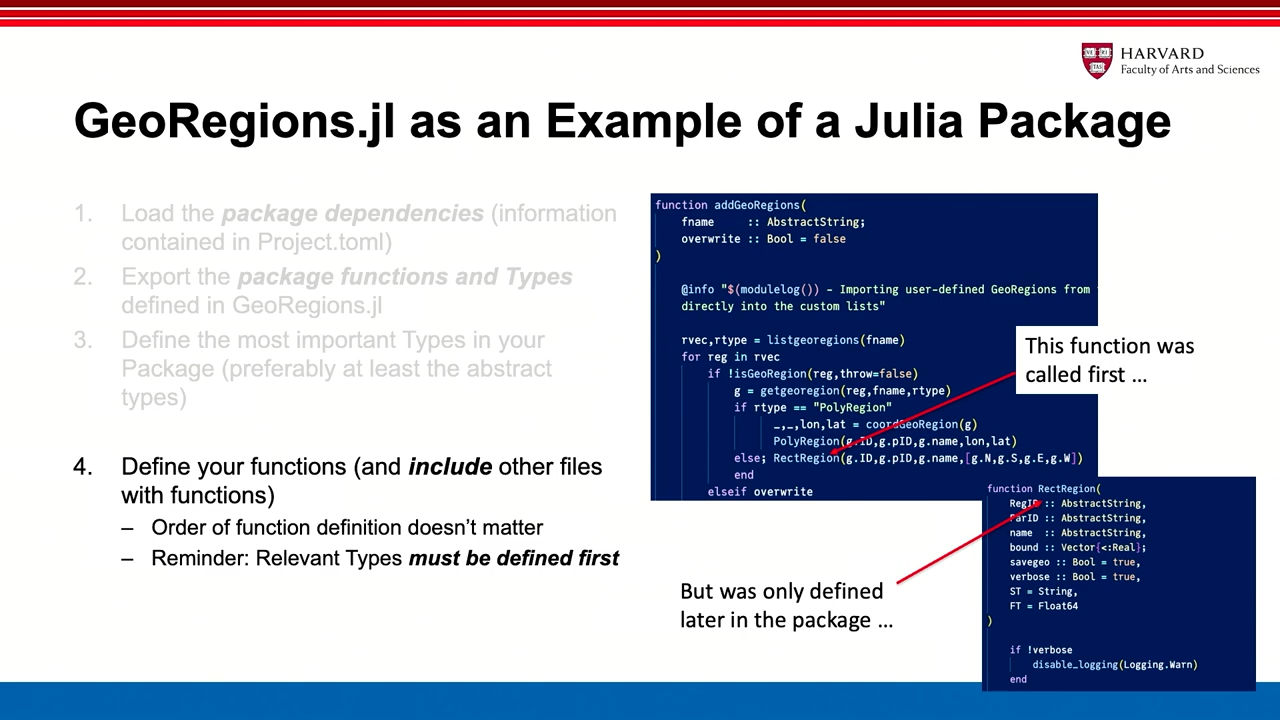 HARVARD
Faculty of Arts and Sciences
GeoRegions.jl as an Example of a Julia Package
1. Load the package dependencies (information
contained in Project.toml)
2. Export the package functions and Types
defined in GeoRegions.jl
3. Define the most important Types in your
Package (preferably at least the abstract
types)
4. Define your functions (and include other files
with functions)
– Order of function definition doesn't matter
– Reminder: Relevant Types must be defined first
function addGeoRegions(
fname :: AbstractString;
overwrite :: Bool = false
)
@info "$(modulelog()) - Importing user-defined GeoRegions from
directly into the custom lists"
rvec,rtype = listgeoregions(fname)
for reg in rvec
if !isGeoRegion(reg,throw=false)
g = getgeoregion(reg,fname,rtype)
if rtype == "PolyRegion"
_,_,lon,lat = coordGeoRegion(g)
PolyRegion(g.ID,g.pID,g.name,lon,lat)
else; RectRegion(g.ID,g.pID,g.name,[g.N,g.S,g.E,g.W])
end
elseif overwrite
This function was
called first …
function RectRegion(
RegID :: AbstractString,
ParID :: AbstractString,
name :: AbstractString,
bound :: Vector{<:Real};
savegeo :: Bool = true,
verbose :: Bool = true,
ST = String,
FT = Float64
)
if !verbose
disable_logging(Logging.Warn)
end
But was only defined
later in the package …